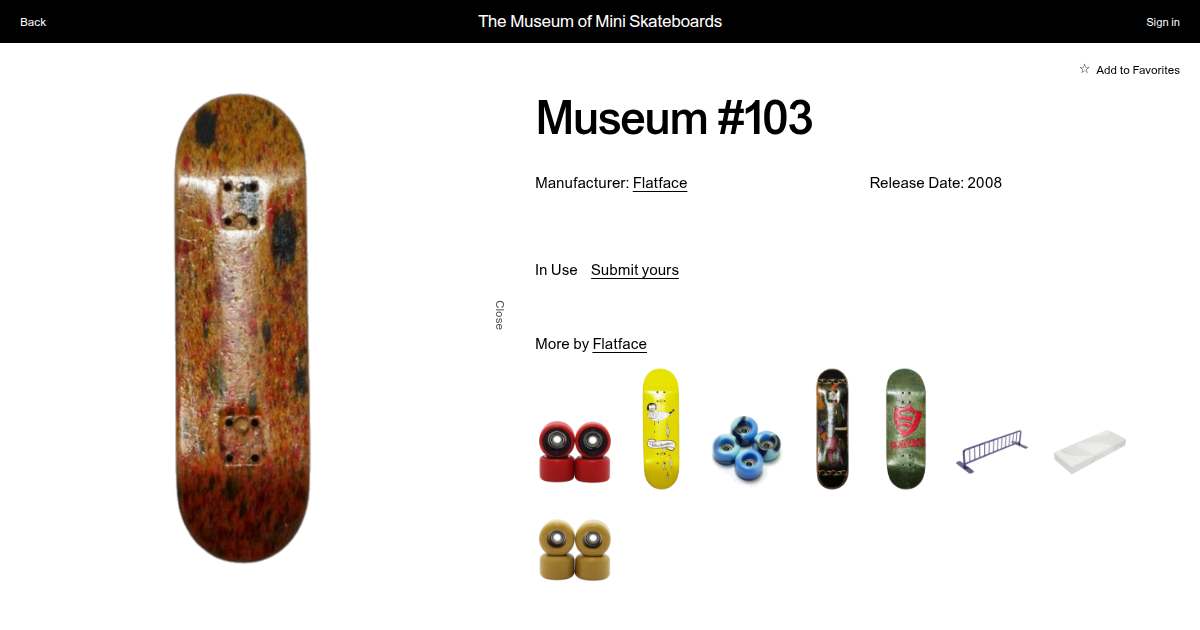 Back
The Museum of Mini Skateboards
Sign in
☆ Add to Favorites
Museum #103
Manufacturer: Flatface
Release Date: 2008
In Use Submit yours
Close
More by Flatface